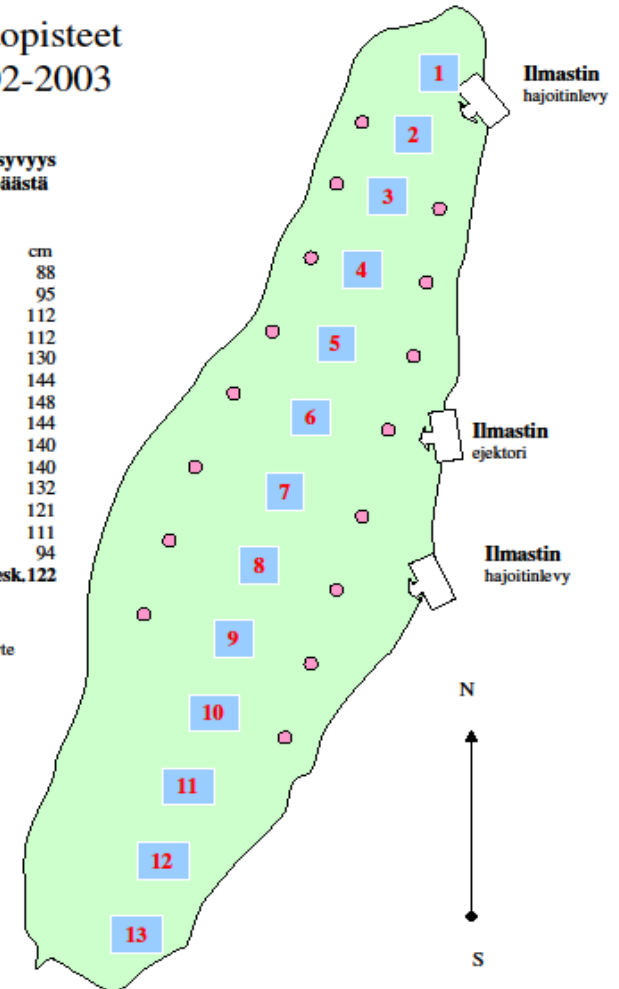 opisteet
02-2003
syvyys
päästä
cm
88
95
112
112
130
144
148
144
140
140
132
121
111
94
esk.122
te
1
Ilmastin
hajoitinlevy
2
3
4
5
6
Ilmastin
ejektori
7
8
Ilmastin
hajoitinlevy
9
10
11
12
13
N
S